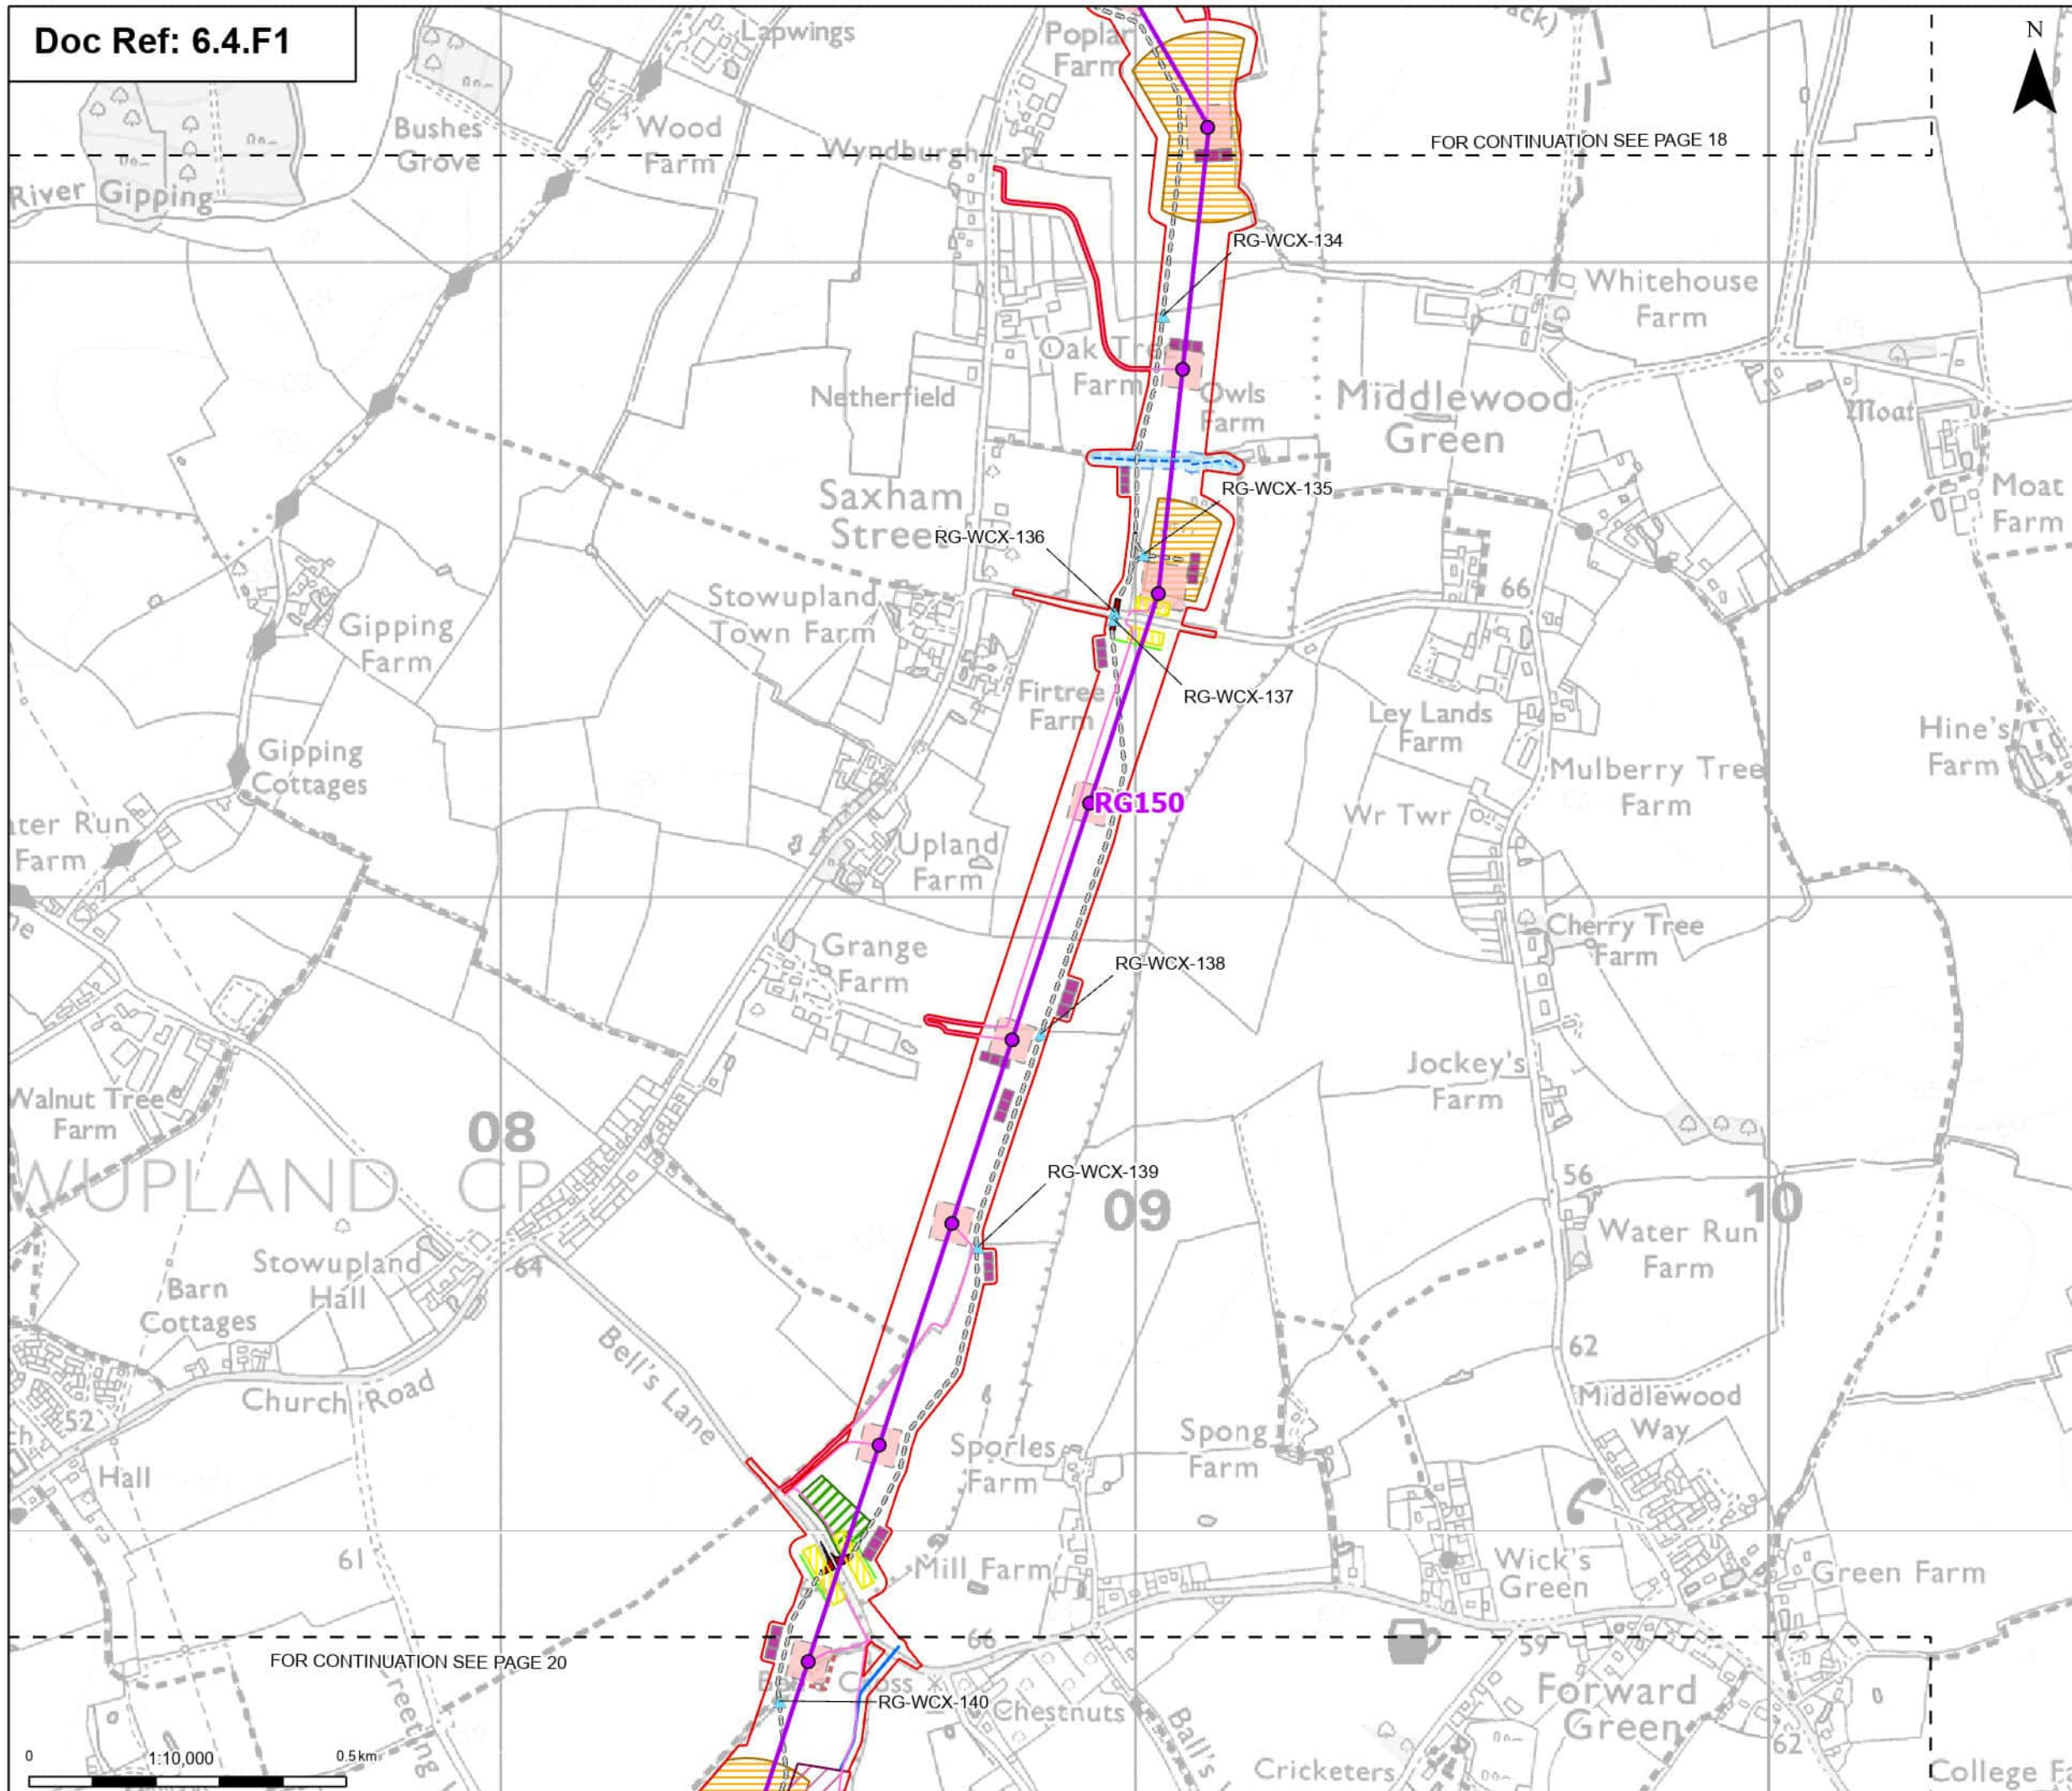 Doc Ref: 6.4.F1
Lapwings
Poplar
Farm
N
Bushes
Grove
Wood
Farm
Wyndburgh
FOR CONTINUATION SEE PAGE 18
River Gipping
RG-WCX-134
Whitehouse
Farm
Oak Tree
Farm
Netherfield
Owls
Farm
Middlewood
Green
Moat
Moat
Farm
Saxham
Street
RG-WCX-135
RG-WCX-136
Stowupland
Town Farm
66
Gipping
Farm
RG-WCX-137
Firtree
Farm
Ley Lands
Farm
Hine's
Farm
Gipping
Cottages
Mulberry Tree
Farm
RG150
Wr Twr
ater Run
Farm
Upland
Farm
Cherry Tree
Farm
Grange
Farm
RG-WCX-138
Jockey's
Farm
Walnut Tree
Farm
08
WUPLAND CP
RG-WCX-139
09
56
10
Water Run
Farm
Stowupland
Hall
64
Barn
Cottages
Bell's Lane
62
Church Road
Middlewood
Way
52
Sporles
Farm
Spong
Farm
Hall
61
Mill Farm
Wick's
Green
Green Farm
66
59
FOR CONTINUATION SEE PAGE 20
RG-WCX-140
Chestnuts
Forward
Green
reeting
Ball's
62
Cricketers
College F
0
1:10,000
0.5 km